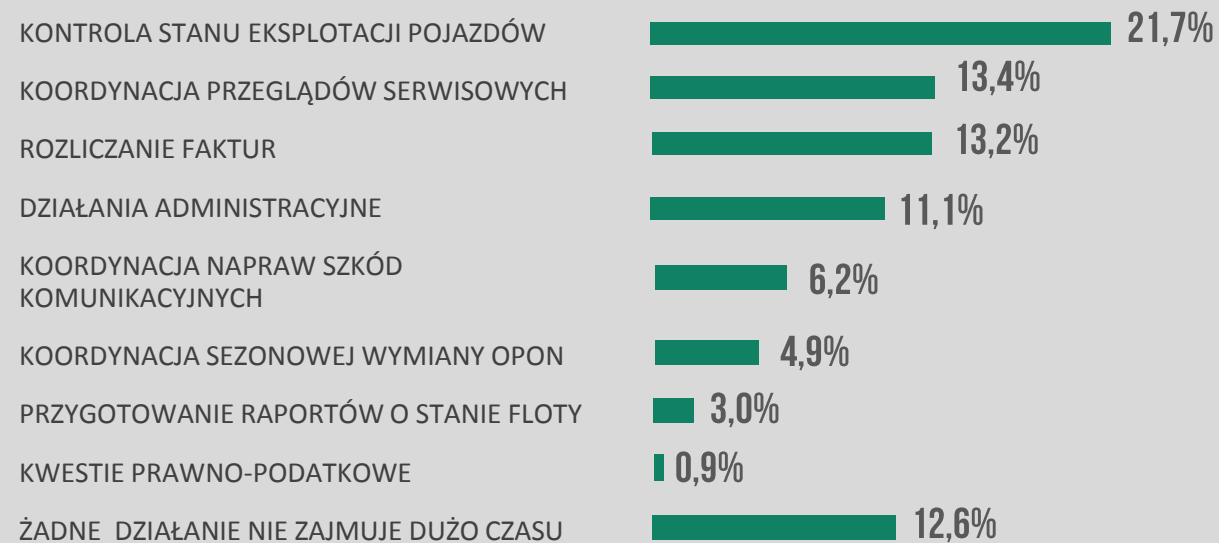 KONTROLA STANU EKSPLOTACJI POJAZDÓW 21,7%
KOORDYNACJA PRZEGLĄDÓW SERWISOWYCH 13,4%
ROZLICZANIE FAKTUR 13,2%
DZIAŁANIA ADMINISTRACYJNE 11,1%
KOORDYNACJA NAPRAW SZKÓD
KOMUNIKACYJNYCH 6,2%
KOORDYNACJA SEZONOWEJ WYMIANY OPON 4,9%
PRZYGOTOWANIE RAPORTÓW O STANIE FLOTY 3,0%
KWESTIE PRAWNO-PODATKOWE 0,9%
ŻADNE DZIAŁANIE NIE ZAJMUJE DUŻO CZASU 12,6%